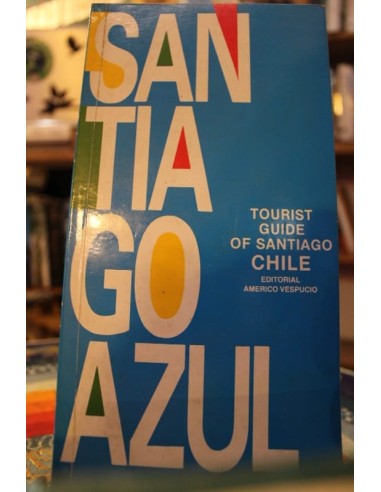 SAN
TIA
GO
AZUL
TOURIST
GUIDE
OF SANTIAGO
CHILE
EDITORIAL
AMERICO VESPUCIO